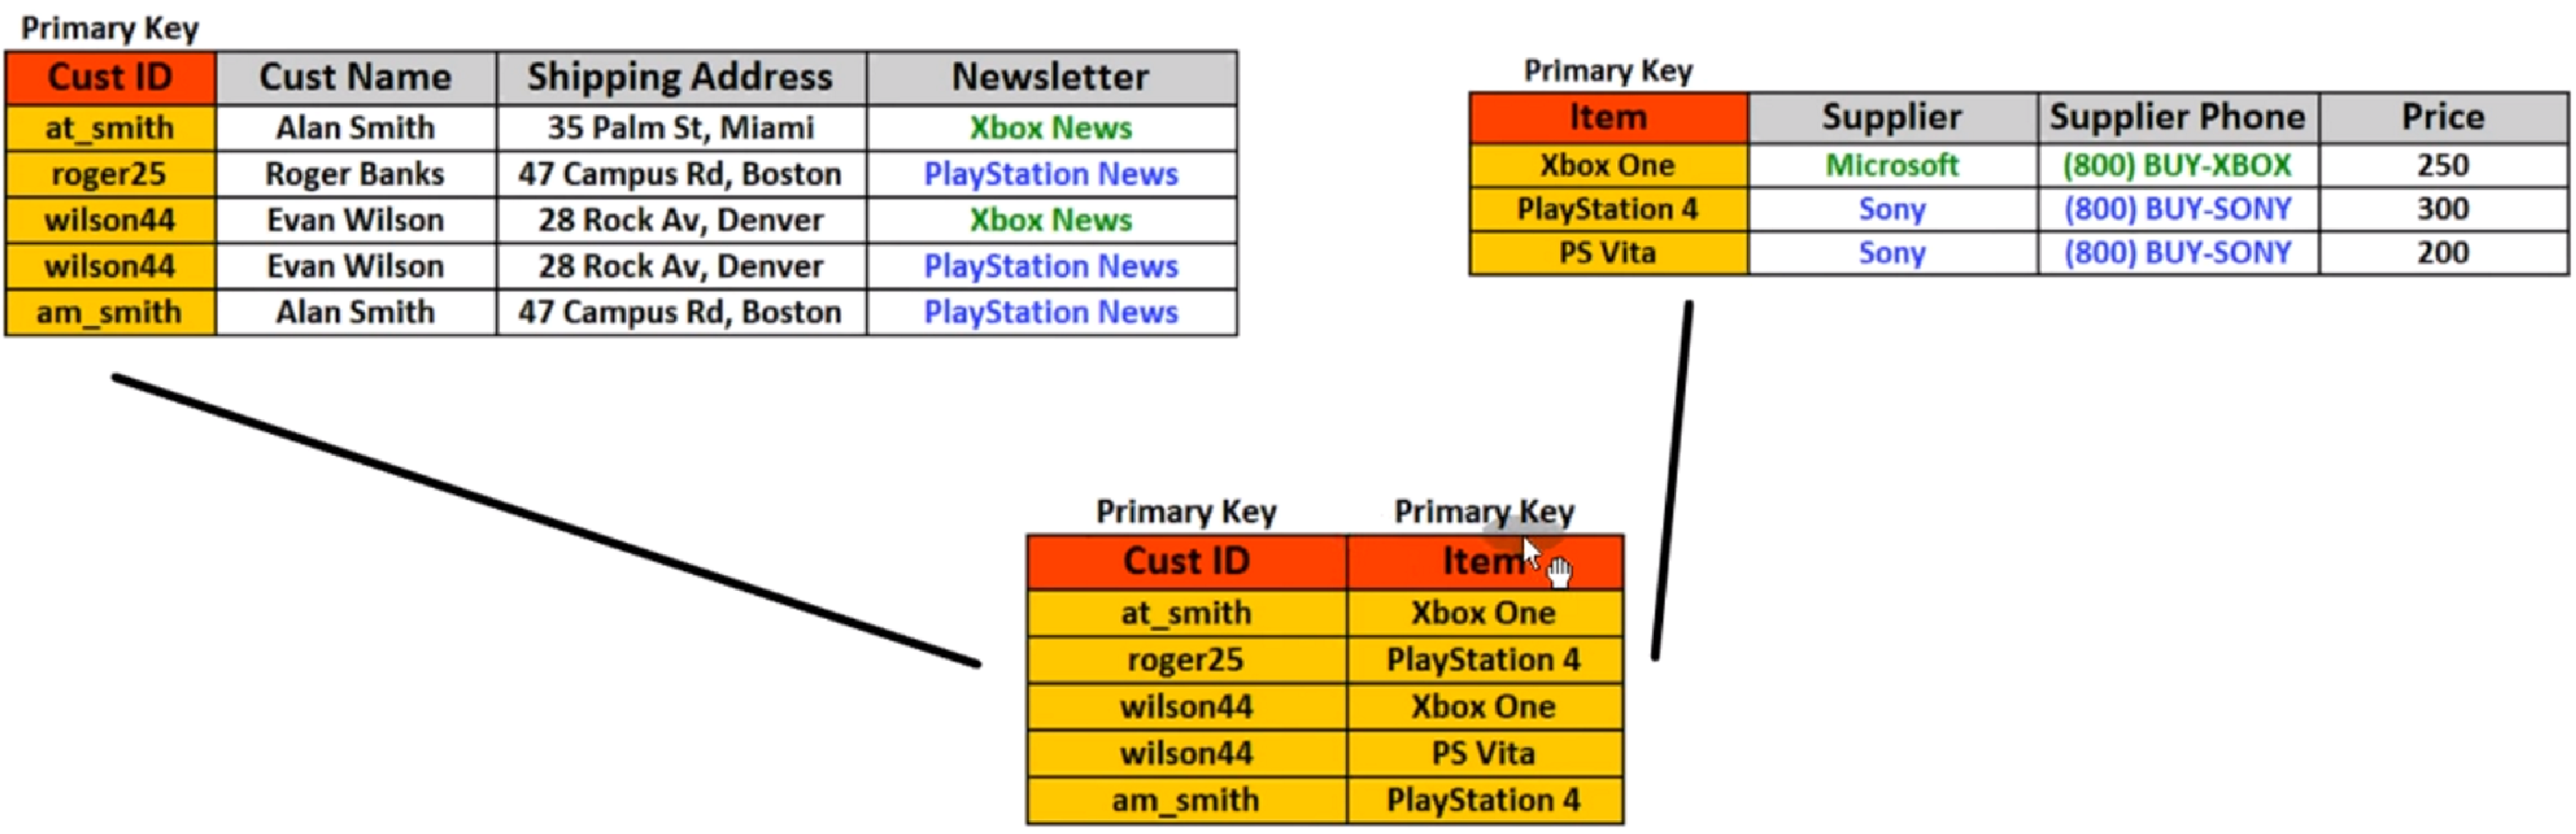 Primary Key
Cust ID Cust Name Shipping Address Newsletter
at_smith Alan Smith 35 Palm St, Miami Xbox News
roger25 Roger Banks 47 Campus Rd, Boston PlayStation News
wilson44 Evan Wilson 28 Rock Av, Denver Xbox News
wilson44 Evan Wilson 28 Rock Av, Denver PlayStation News
am_smith Alan Smith 47 Campus Rd, Boston PlayStation News
Primary Key
Item Supplier Supplier Phone Price
Xbox One Microsoft (800) BUY-XBOX 250
PlayStation 4 Sony (800) BUY-SONY 300
PS Vita Sony (800) BUY-SONY 200
Primary Key Primary Key
Cust ID Item
at_smith Xbox One
roger25 PlayStation 4
wilson44 Xbox One
wilson44 PS Vita
am_smith PlayStation 4